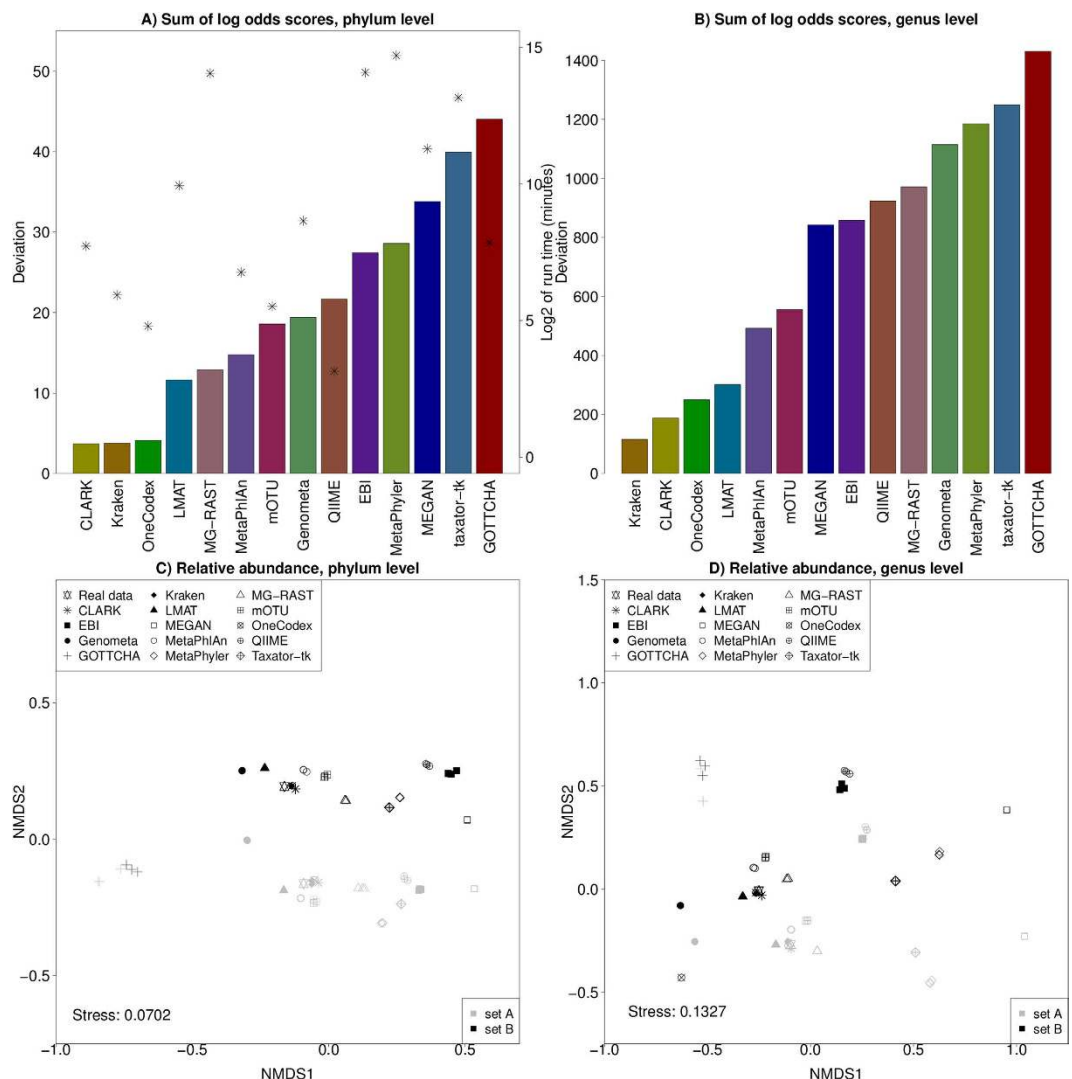 A) Sum of log odds scores, phylum level
Deviation
50
40
30
20
10
0
15
10
5
0
Log2 of run time (minutes)
CLARK
Kraken
OneCodex
LMAT
MG-RAST
MetaPhlAn
mOTU
Genometa
QIIME
EBI
MetaPhyler
MEGAN
taxator-tk
GOTTCHA
B) Sum of log odds scores, genus level
Deviation
1400
1200
1000
800
600
400
200
0
Kraken
CLARK
OneCodex
LMAT
MetaPhlAn
mOTU
MEGAN
EBI
QIIME
MG-RAST
Genometa
MetaPhyler
taxator-tk
GOTTCHA
C) Relative abundance, phylum level
Real data Kraken MG−RAST
CLARK LMAT mOTU
EBI MEGAN OneCodex
Genometa MetaPhlAn QIIME
GOTTCHA MetaPhyler Taxator−tk
NMDS2
0.5
0.0
−0.5
Stress: 0.0702
set A
set B
−1.0 −0.5 0.0 0.5
NMDS1
D) Relative abundance, genus level
Real data Kraken MG−RAST
CLARK LMAT mOTU
EBI MEGAN OneCodex
Genometa MetaPhlAn QIIME
GOTTCHA MetaPhyler Taxator−tk
NMDS2
1.5
1.0
0.5
0.0
−0.5
Stress: 0.1327
set A
set B
−1.0 −0.5 0.0 0.5 1.0
NMDS1